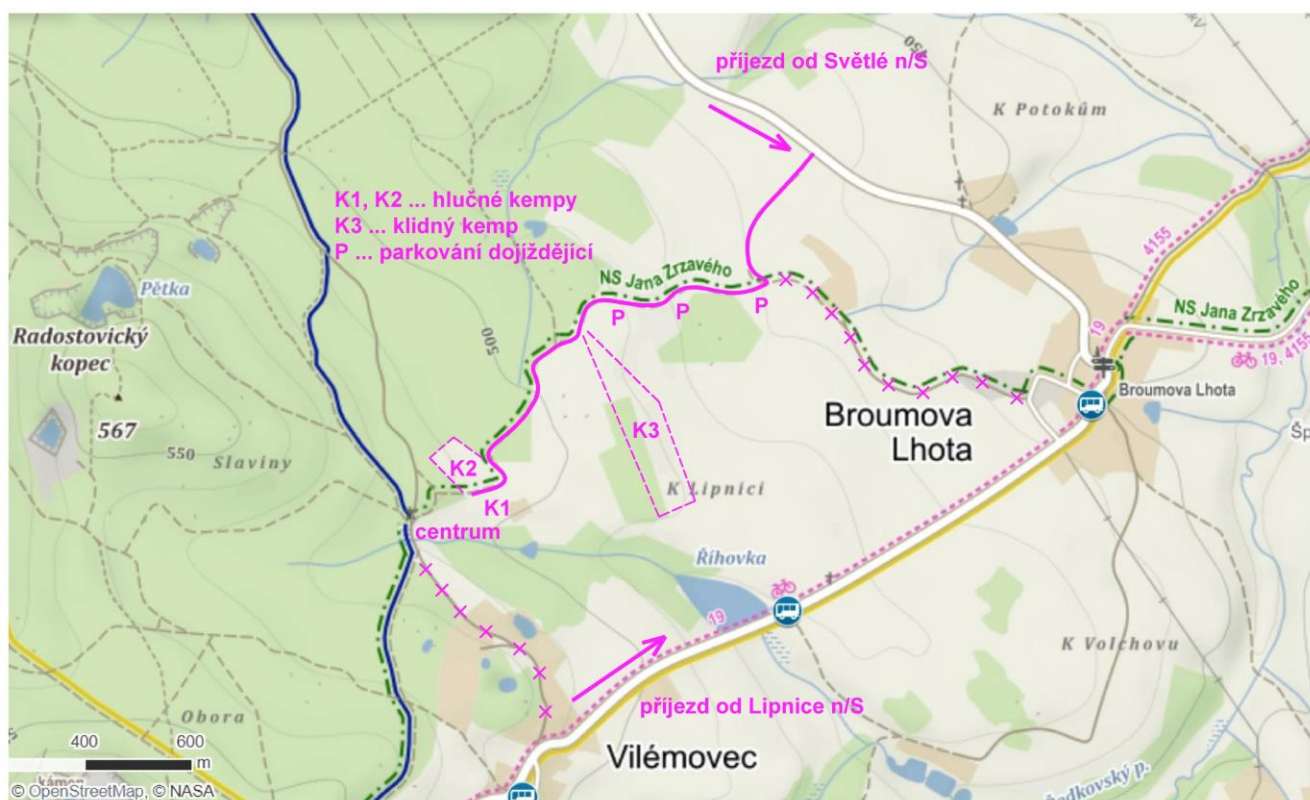 příjezd od Světlé n/S
450
K Potokům
4155
K1, K2 ... hlučné kempy
K3 ... klidný kemp
P ... parkování dojíždějící
NS Jana Zrzavého
Pětka
NS Jana Zrzavého
P P P
19
Radostovický
kopec
500
19, 4155
Broumova Lhota
567
550
Slaviny
K3
Broumova
Lhota
K2
K Lipnici
K1
centrum
Říhovka
19
K Volchovu
příjezd od Lipnice n/S
Obora
400 600
m
Vilémovec
kámen
© OpenStreetMap, © NASA